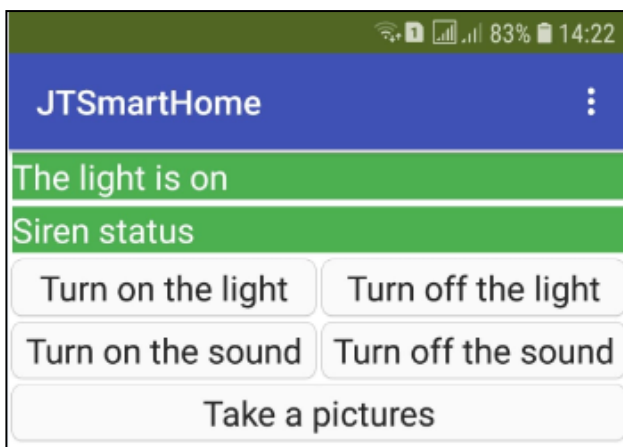 1 83% 14:22
JTSmartHome
The light is on
Siren status
Turn on the light Turn off the light
Turn on the sound Turn off the sound
Take a pictures